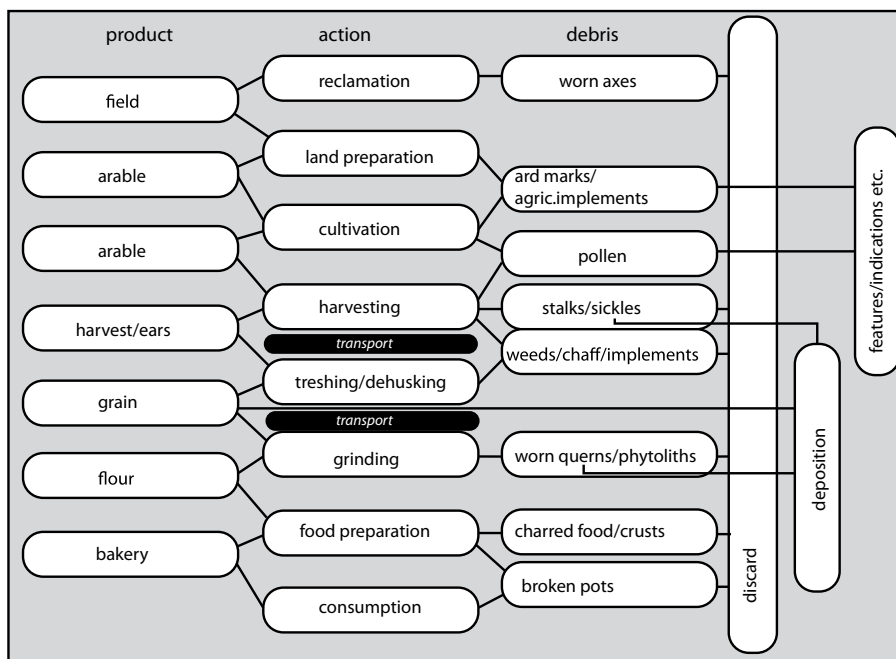 product
action
debris
reclamation
worn axes
field
land preparation
arable
ard marks/
agric.implements
cultivation
arable
pollen
harvesting
stalks/sickles
harvest/ears
transport
weeds/chaff/implements
treshing/dehusking
grain
transport
grinding
worn querns/phytoliths
flour
food preparation
charred food/crusts
bakery
broken pots
consumption
discard
deposition
features/indications etc.